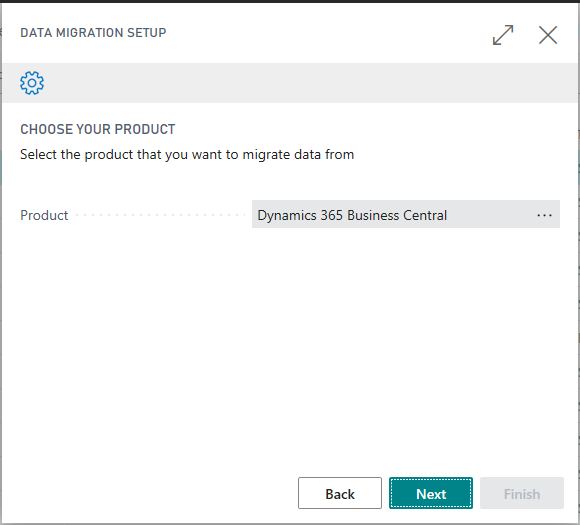 DATA MIGRATION SETUP
CHOOSE YOUR PRODUCT
Select the product that you want to migrate data from
Product Dynamics 365 Business Central ...
Back Next Finish